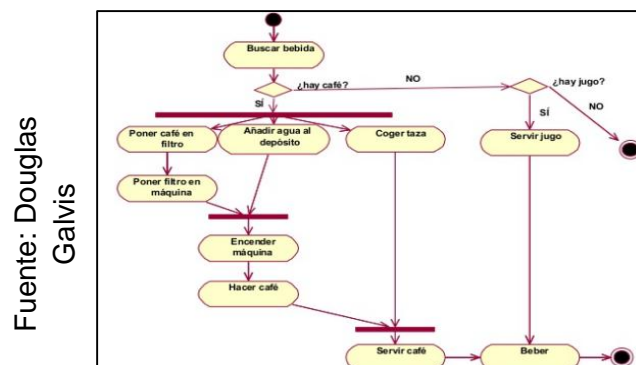 Fuente: Douglas
Galvis
Buscar bebida
¿hay café?
NO
¿hay jugo?
SÍ
SÍ
NO
Poner café en
filtro
Añadir agua al
depósito
Coger taza
Servir jugo
Poner filtro en
máquina
Encender
máquina
Hacer café
Servir café
Beber